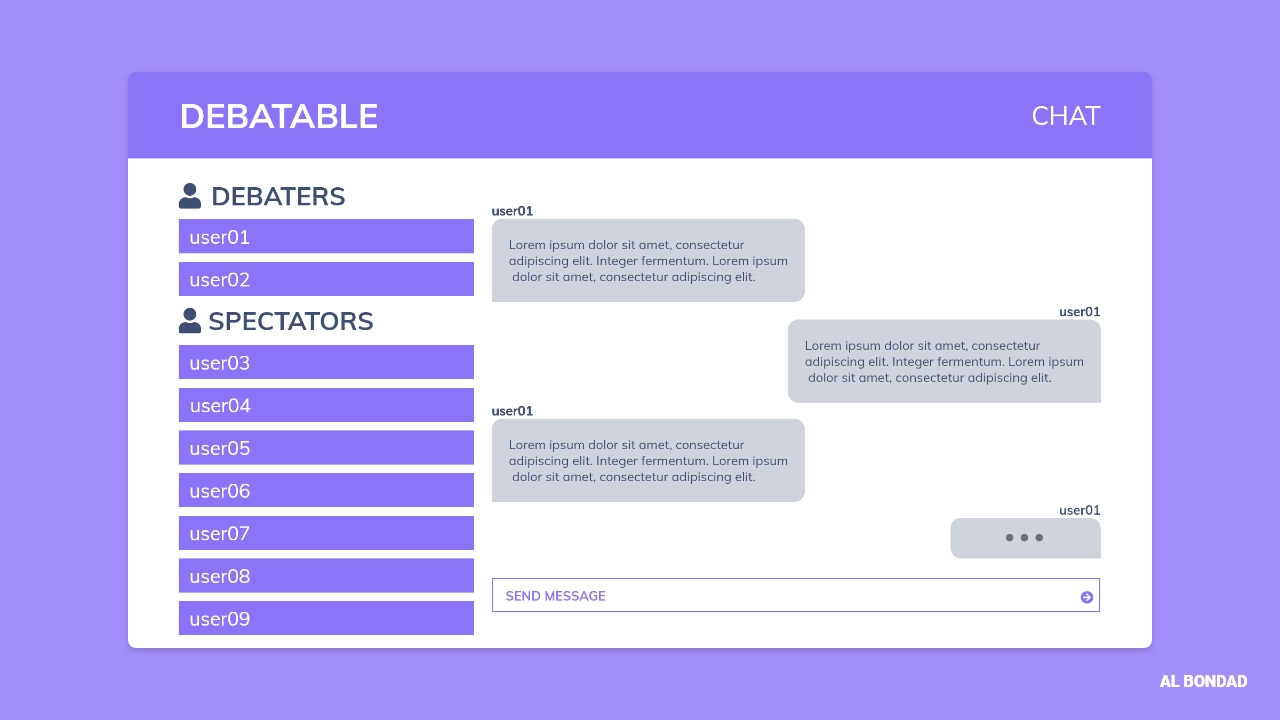 DEBATABLE
CHAT
DEBATERS
user01
user02
SPECTATORS
user03
user04
user05
user06
user07
user08
user09
user01
Lorem ipsum dolor sit amet, consectetur
adipiscing elit. Integer fermentum. Lorem ipsum
dolor sit amet, consectetur adipiscing elit.
user01
Lorem ipsum dolor sit amet, consectetur
adipiscing elit. Integer fermentum. Lorem ipsum
dolor sit amet, consectetur adipiscing elit.
user01
Lorem ipsum dolor sit amet, consectetur
adipiscing elit. Integer fermentum. Lorem ipsum
dolor sit amet, consectetur adipiscing elit.
user01
SEND MESSAGE
AL BONDAD